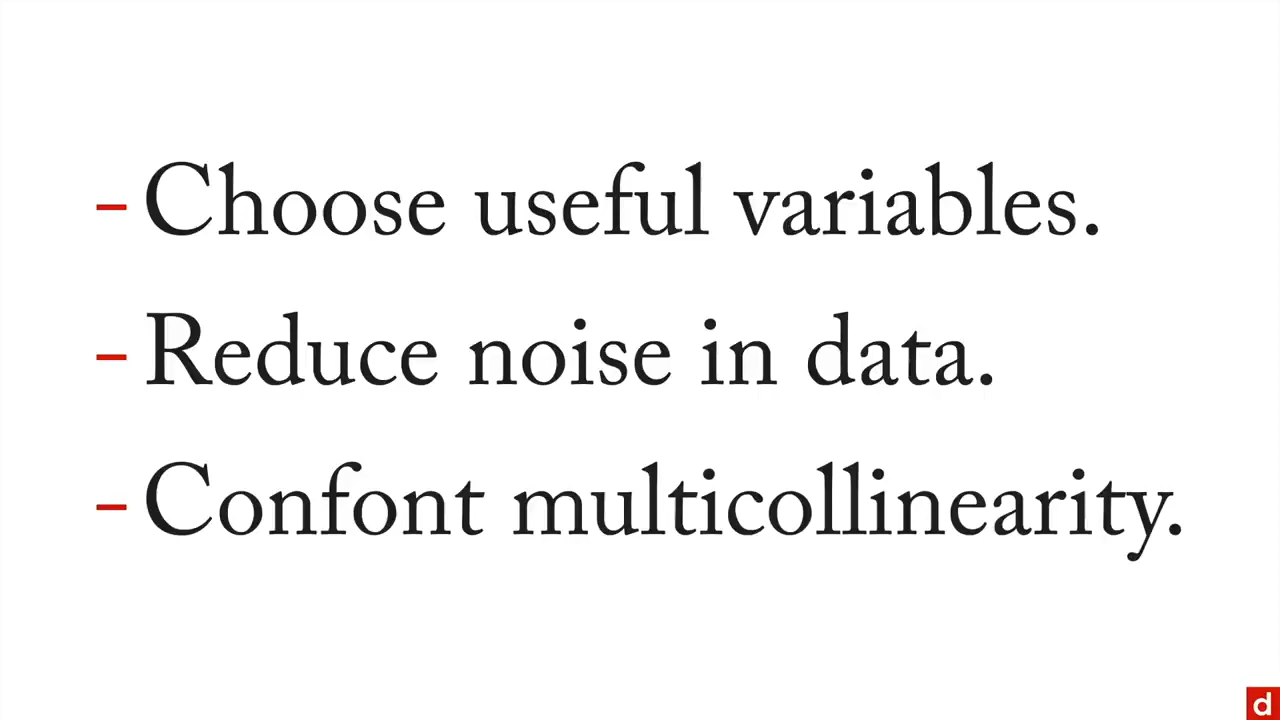 - Choose useful variables.
- Reduce noise in data.
- Confont multicollinearity.
d